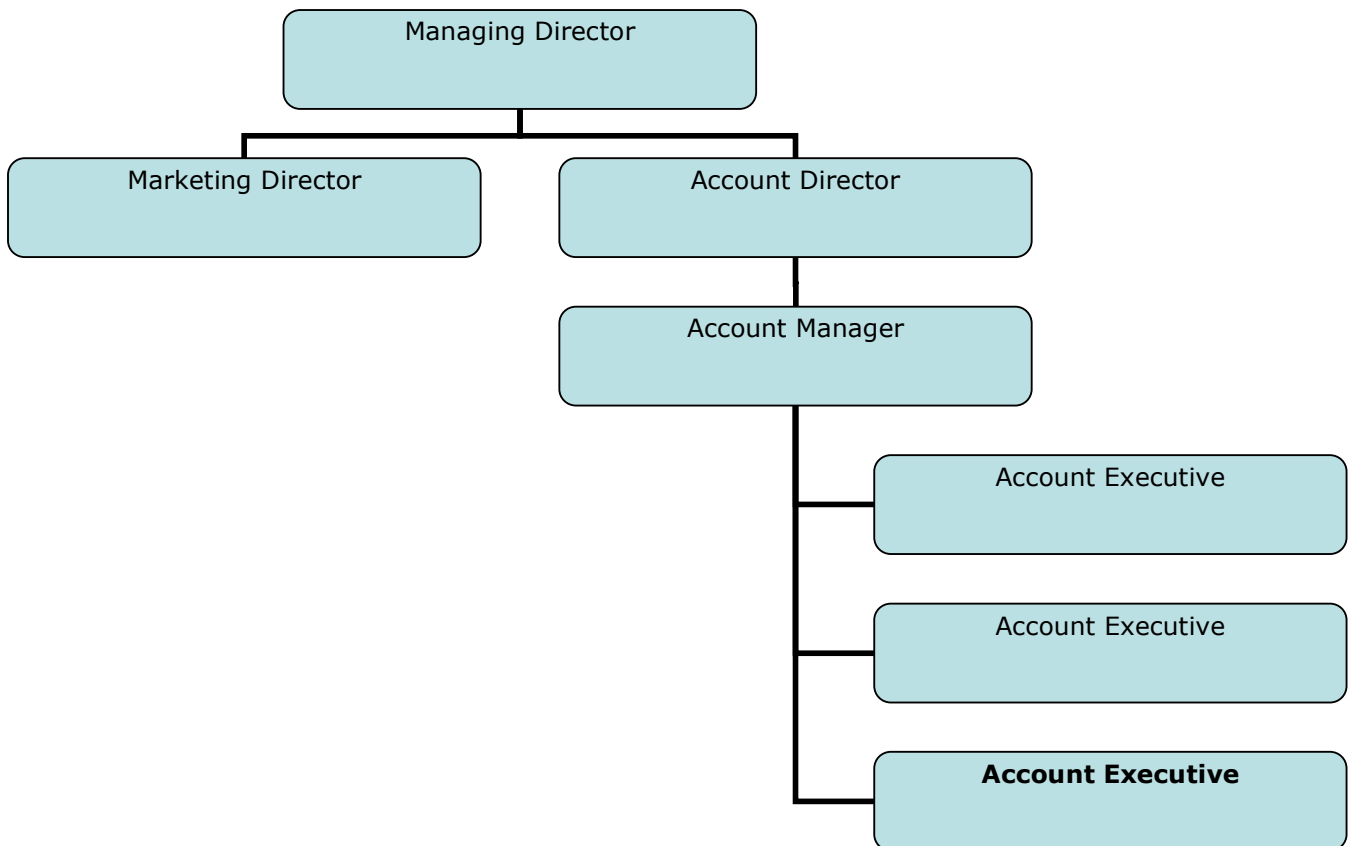 Managing Director
Marketing Director
Account Director
Account Manager
Account Executive
Account Executive
Account Executive